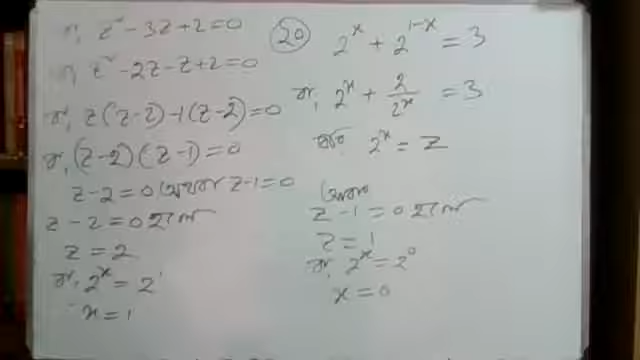 বা, z² - 3z + 2 = 0
বা, z² - 2z - z + 2 = 0
বা, z(z-2) -1(z-2) = 0
বা, (z-2)(z-1) = 0
z-2 = 0 অথবা z-1 = 0
z - 2 = 0 হলে
z = 2
বা, 2ˣ = 2¹
x = 1
(20) 2ˣ + 2¹⁻ˣ = 3
বা, 2ˣ + 2/2ˣ = 3
ধরি, 2ˣ = z
অথবা
z - 1 = 0 হলে
z = 1
বা, 2ˣ = 2⁰
x = 0